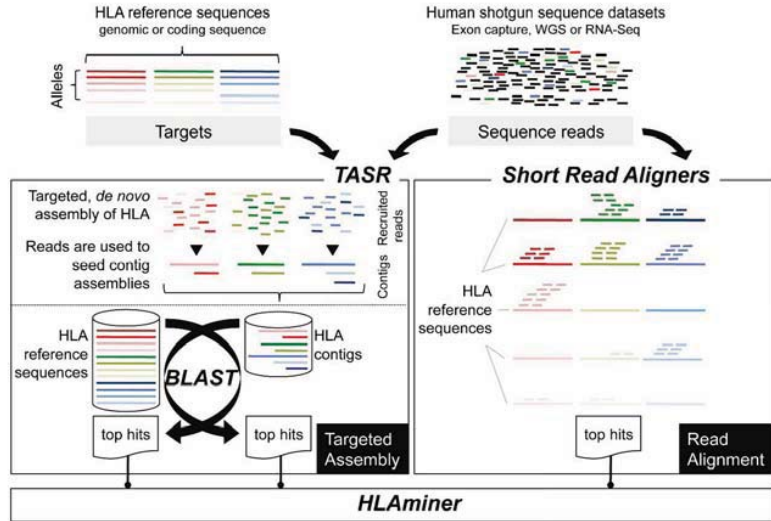 HLA reference sequences
genomic or coding sequence
Human shotgun sequence datasets
Exon capture, WGS or RNA-Seq
Alleles
Targets
Sequence reads
TASR
Targeted, de novo
assembly of HLA
Recruited
reads
Reads are used to
seed contig
assemblies
Contigs
HLA
reference
sequences
BLAST
HLA
contigs
top hits
top hits
Targeted
Assembly
Short Read Aligners
HLA
reference
sequences
top hits
Read
Alignment
HLAminer